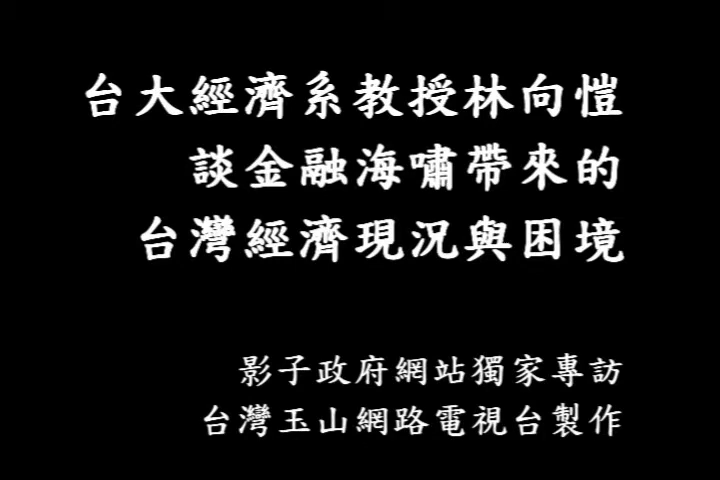 台大經濟系教授林向愷
談金融海嘯帶來的
台灣經濟現況與困境
影子政府網站獨家專訪
台灣玉山網路電視台製作